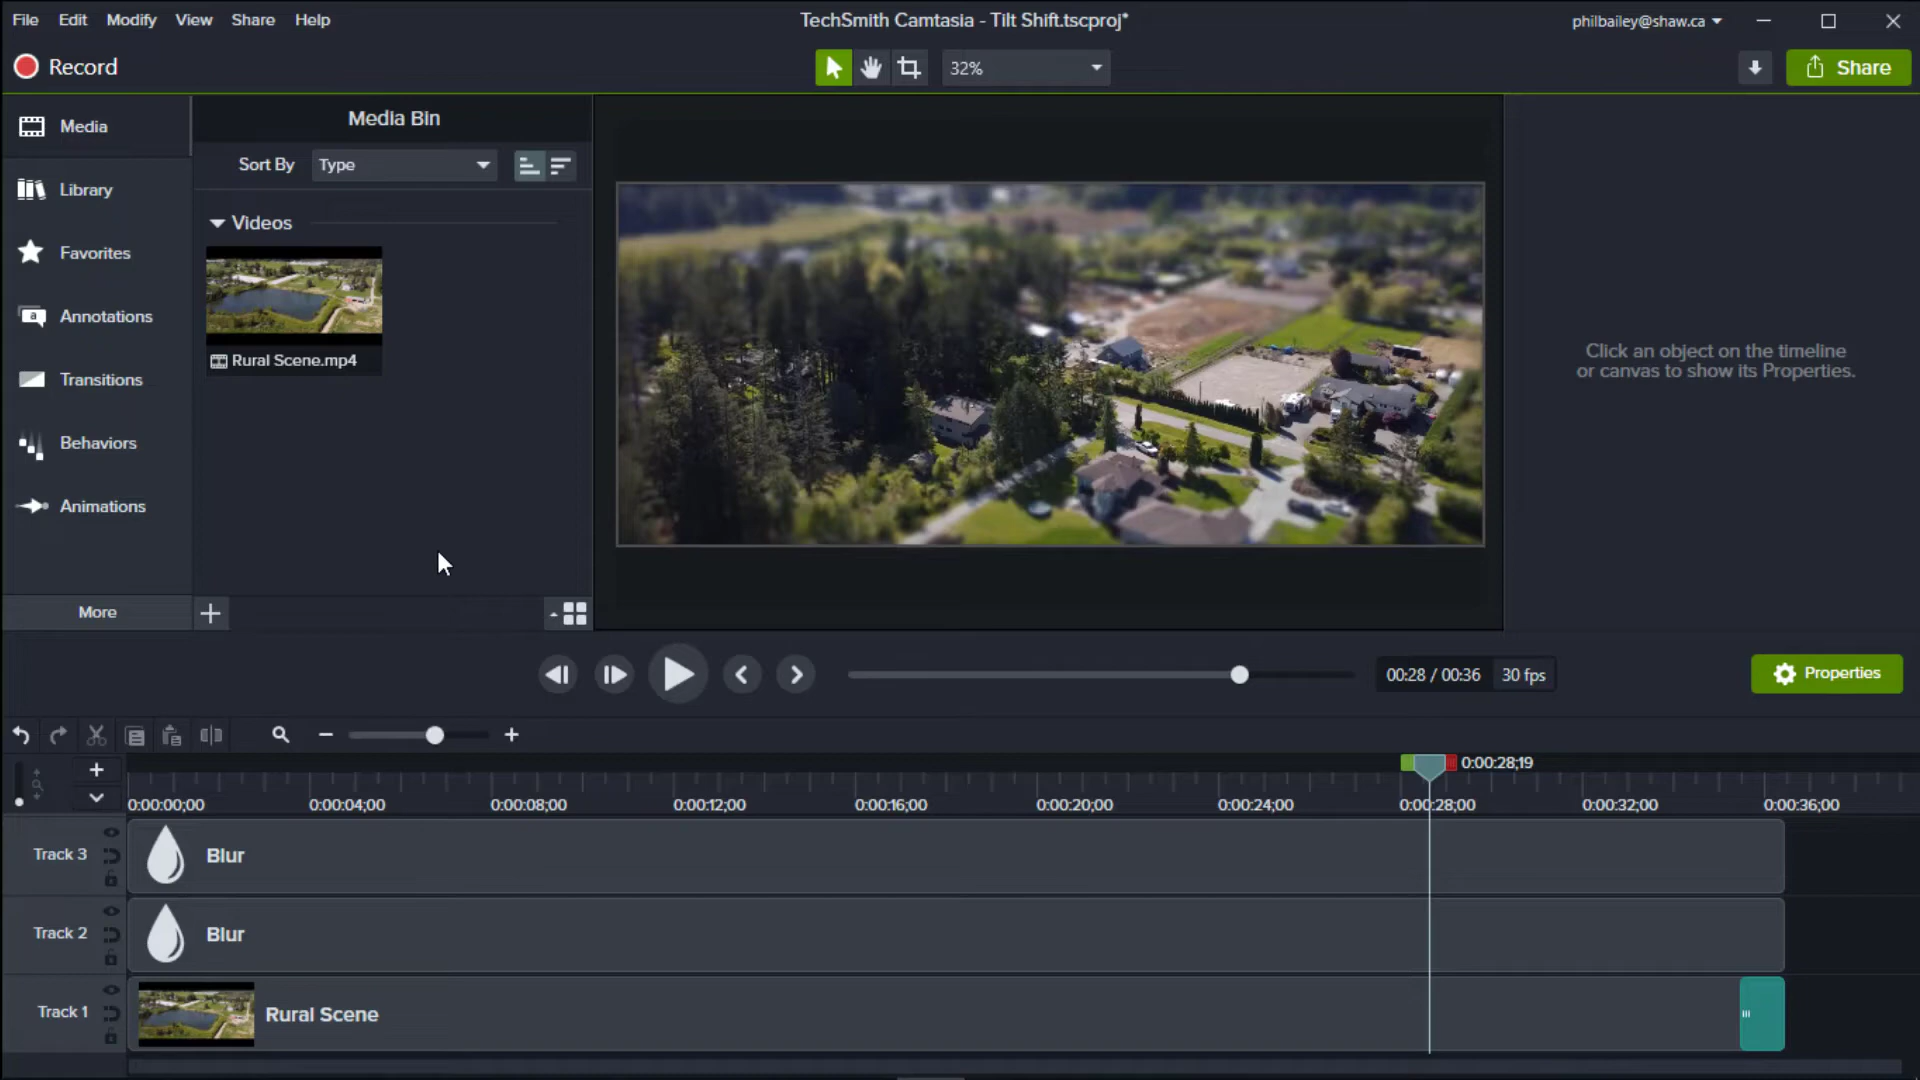 File Edit Modify View Share Help
TechSmith Camtasia - Tilt Shift.tscproj*
philbailey@shaw.ca
Record
32%
Share
Media
Library
Favorites
Annotations
Transitions
Behaviors
Animations
More
Media Bin
Sort By Type
Videos
Rural Scene.mp4
Click an object on the timeline
or canvas to show its Properties.
00:28 / 00:36 30 fps
Properties
0:00:28;19
0:00:00;00 0:00:04;00 0:00:08;00 0:00:12;00 0:00:16;00 0:00:20;00 0:00:24;00 0:00:28;00 0:00:32;00 0:00:36;00
Track 3 Blur
Track 2 Blur
Track 1 Rural Scene